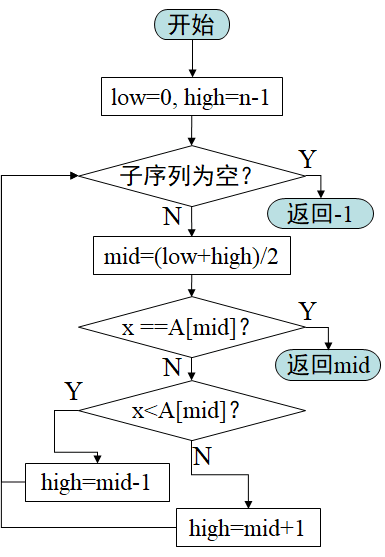 开始
low=0, high=n-1
子序列为空？
Y
N
返回-1
mid=(low+high)/2
x ==A[mid]？
Y
N
返回mid
x<A[mid]？
Y
N
high=mid-1
high=mid+1